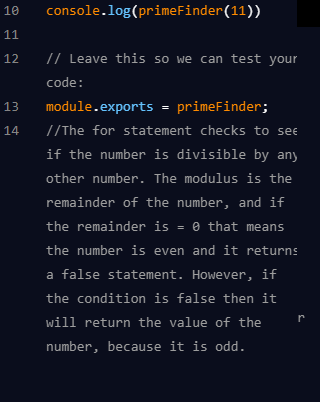 10 console.log(primeFinder(11))
11
12 // Leave this so we can test your
code:
13 module.exports = primeFinder;
14 //The for statement checks to see
if the number is divisible by any
other number. The modulus is the
remainder of the number, and if
the remainder is = 0 that means
the number is even and it returns
a false statement. However, if
the condition is false then it
will return the value of the
r
number, because it is odd.